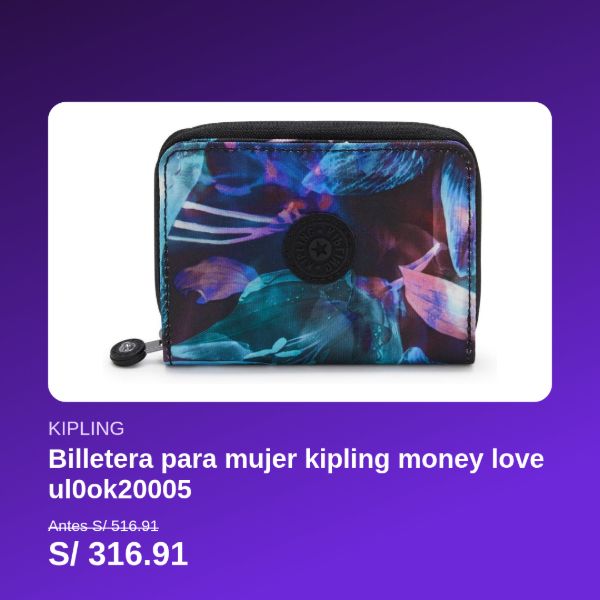 KIPLING
Billetera para mujer kipling money love
ul0ok20005
Antes S/ 516.91
S/ 316.91